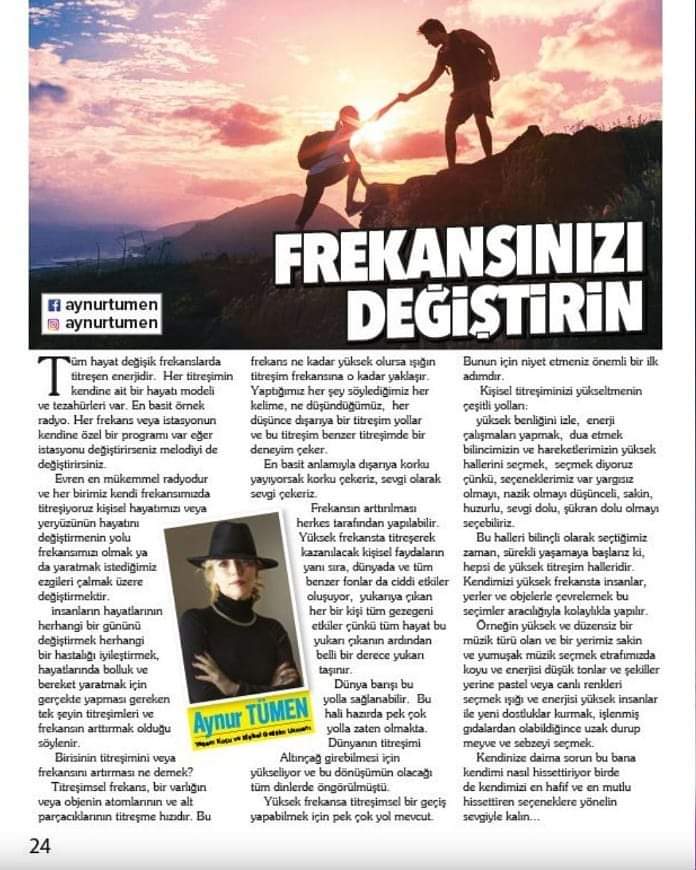 FREKANSINIZI
DEĞİŞTİRİN
aynurtumen
aynurtumen
Tüm hayat değişik frekanslarda
titreşen enerjidir. Her titreşimin
kendine ait bir hayatı modeli
ve tezahürleri var. En basit örnek
radyo. Her frekans veya istasyonun
kendine özel bir programı var eğer
istasyonu değiştirirseniz melodiyi de
değiştirirsiniz.
Evren en mükemmel radyodur
ve her birimiz kendi frekansımızda
titreşiyoruz kişisel hayatımızı veya
yeryüzünün hayatını
değiştirmenin yolu
frekansımızı olmak ya
da yaratmak istediğimiz
ezgileri çalmak üzere
değiştirmektir.
insanların hayatlarının
herhangi bir gününü
değiştirmek herhangi
bir hastalığı iyileştirmek,
hayatlarında bolluk ve
bereket yaratmak için
gerçekte yapması gereken
tek şeyin titreşimleri ve
frekansın arttırmak olduğu
söylenir.
Birisinin titreşimini veya
frekansını artırması ne demek?
Titreşimsel frekans, bir varlığın
veya objenin atomlarının ve alt
parçacıklarının titreşme hızıdır. Bu
frekans ne kadar yüksek olursa ışığın
titreşim frekansına o kadar yaklaşır.
Yaptığımız her şey söylediğimiz her
kelime, ne düşündüğümüz, her
düşünce dışarıya bir titreşim yollar
ve bu titreşim benzer titreşimde bir
deneyim çeker.
En basit anlamıyla dışarıya korku
yayıyorsak korku çekeriz, sevgi olarak
sevgi çekeriz.
Frekansın arttırılması
herkes tarafından yapılabilir.
Yüksek frekansta titreşerek
kazanılacak kişisel faydaların
yanı sıra, dünyada ve tüm
benzer fonlar da ciddi etkiler
oluşuyor, yukarıya çıkan
her bir kişi tüm gezegeni
etkiler çünkü tüm hayat bu
yukarı çıkanın ardından
belli bir derece yukarı
taşınır.
Dünya barışı bu
yolla sağlanabilir. Bu
hali hazırda pek çok
yolla zaten olmakta.
Dünyanın titreşimi
Altınçağ girebilmesi için
yükseliyor ve bu dönüşümün olacağı
tüm dinlerde öngörülmüştü.
Yüksek frekansa titreşimsel bir geçiş
yapabilmek için pek çok yol mevcut.
Aynur TÜMEN
Yaşam Koçu ve Kişisel Gelişim Uzmanı
Bunun için niyet etmeniz önemli bir ilk
adımdır.
Kişisel titreşiminizi yükseltmenin
çeşitli yolları:
yüksek benliğini izle, enerji
çalışmaları yapmak, dua etmek
bilincimizin ve hareketlerimizin yüksek
hallerini seçmek, seçmek diyoruz
çünkü, seçeneklerimiz var yargısız
olmayı, nazik olmayı düşünceli, sakin,
huzurlu, sevgi dolu, şükran dolu olmayı
seçebiliriz.
Bu halleri bilinçli olarak seçtiğimiz
zaman, sürekli yaşamaya başlarız ki,
hepsi de yüksek titreşim halleridir.
Kendimizi yüksek frekansta insanlar,
yerler ve objelerle çevrelemek bu
seçimler aracılığıyla kolaylıkla yapılır.
Örneğin yüksek ve düzensiz bir
müzik türü olan ve bir yerimiz sakin
ve yumuşak müzik seçmek etrafımızda
koyu ve enerjisi düşük tonlar ve şekiller
yerine pastel veya canlı renkleri
seçmek ışığı ve enerjisi yüksek insanlar
ile yeni dostluklar kurmak, işlenmiş
gıdalardan olabildiğince uzak durup
meyve ve sebzeyi seçmek.
Kendinize daima sorun bu bana
kendimi nasıl hissettiriyor birde
de kendimizi en hafif ve en mutlu
hissettiren seçeneklere yönelin
sevgiyle kalın...
24